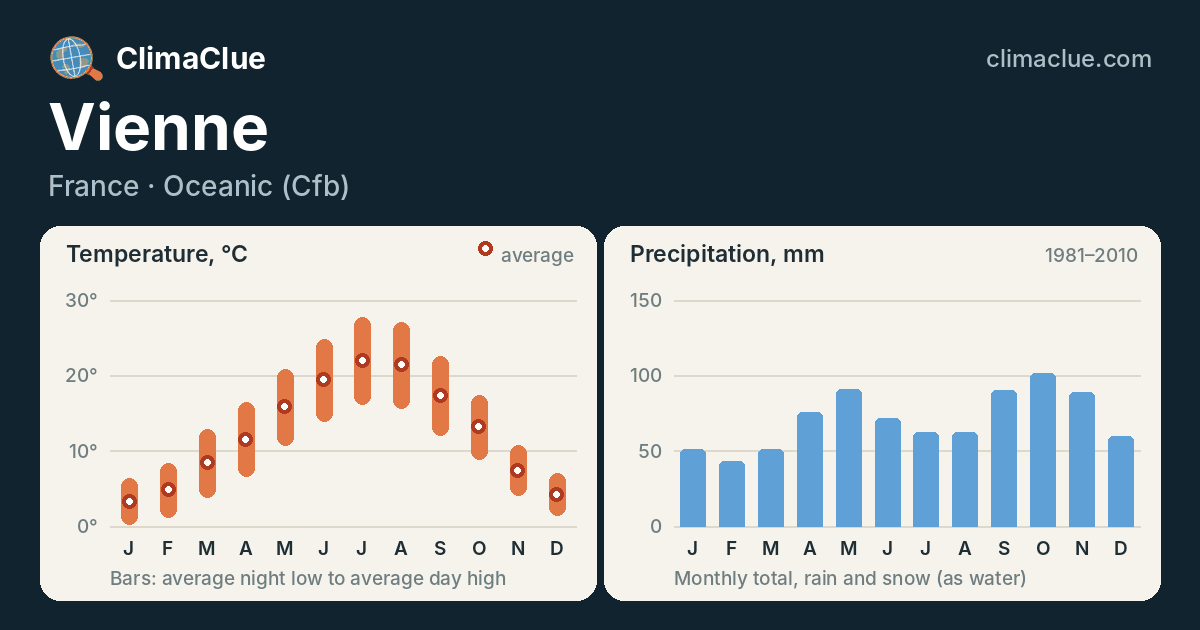 ClimaClue
climaclue.com
Vienne
France · Oceanic (Cfb)
Temperature, °C
average
30°
20°
10°
0°
J F M A M J J A S O N D
Bars: average night low to average day high
Precipitation, mm
1981–2010
150
100
50
0
J F M A M J J A S O N D
Monthly total, rain and snow (as water)